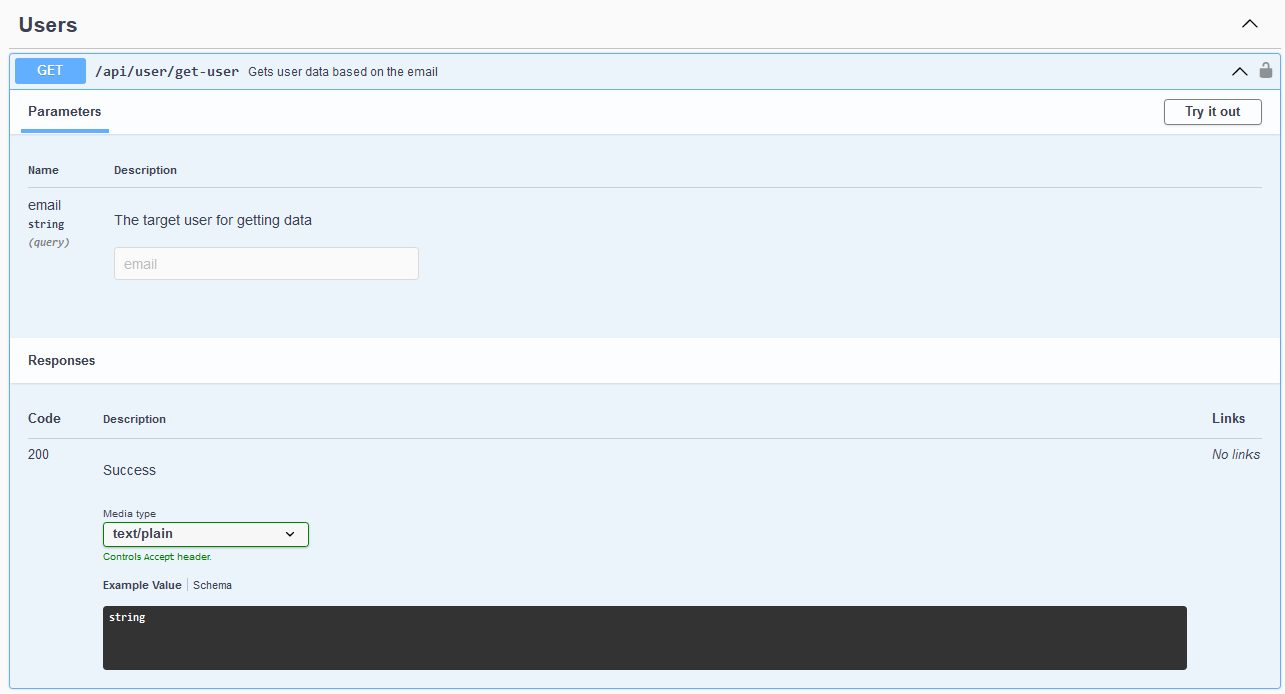 Users
GET /api/user/get-user Gets user data based on the email
Parameters Try it out
Name Description
email
string
(query)
The target user for getting data
email
Responses
Code Description Links
200 Success No links
Media type
text/plain
Controls Accept header.
Example Value Schema
string